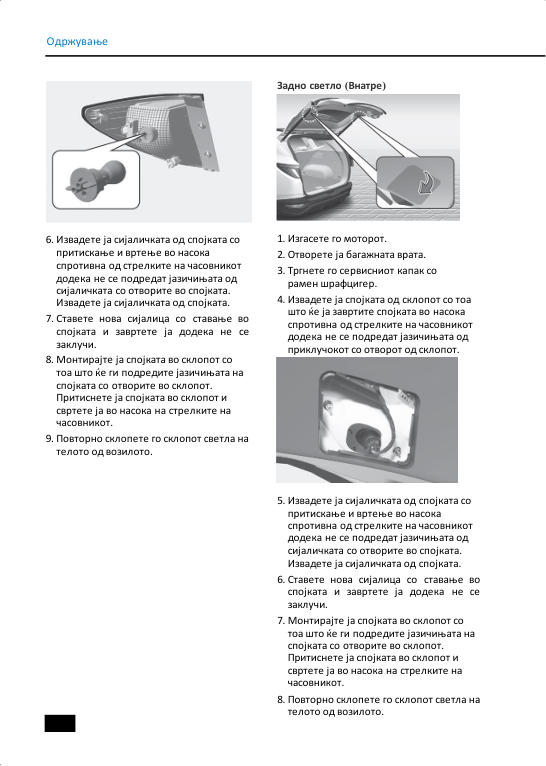 Одржување
6. Извадете ја сијаличката од спојката со
притискање и вртење во насока
спротивна од стрелките на часовникот
додека не се подредат јазичињата од
сијаличката со отворите во спојката.
Извадете ја сијаличката од спојката.
7. Ставете нова сијалица со ставање во
спојката и завртете ја додека не се
заклучи.
8. Монтирајте ја спојката во склопот со
тоа што ќе ги подредите јазичињата на
спојката со отворите во склопот.
Притиснете ја спојката во склопот и
свртете ја во насока на стрелките на
часовникот.
9. Повторно склопете го склопот светла на
телото од возилото.
Задно светло (Внатре)
1. Изгасете го моторот.
2. Отворете ја багажната врата.
3. Тргнете го сервисниот капак со
рамен шрафцигер.
4. Извадете ја спојката од склопот со тоа
што ќе ја завртите спојката во насока
спротивна од стрелките на часовникот
додека не се подредат јазичињата од
приклучокот со отворот од склопот.
5. Извадете ја сијаличката од спојката со
притискање и вртење во насока
спротивна од стрелките на часовникот
додека не се подредат јазичињата од
сијаличката со отворите во спојката.
Извадете ја сијаличката од спојката.
6. Ставете нова сијалица со ставање во
спојката и завртете ја додека не се
заклучи.
7. Монтирајте ја спојката во склопот со
тоа што ќе ги подредите јазичињата на
спојката со отворите во склопот.
Притиснете ја спојката во склопот и
свртете ја во насока на стрелките на
часовникот.
8. Повторно склопете го склопот светла на
телото од возилото.